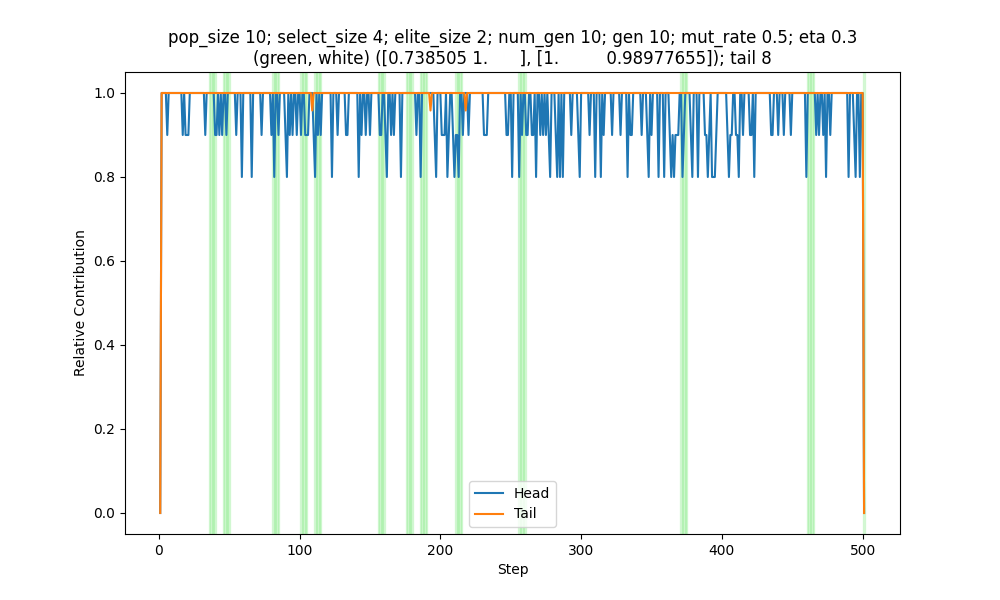 pop_size 10; select_size 4; elite_size 2; num_gen 10; gen 10; mut_rate 0.5; eta 0.3
(green, white) ([0.738505 1.      ], [1.         0.98977655]); tail 8
1.0
0.8
0.6
0.4
0.2
0.0
Relative Contribution
Head
Tail
0
100
200
300
400
500
Step